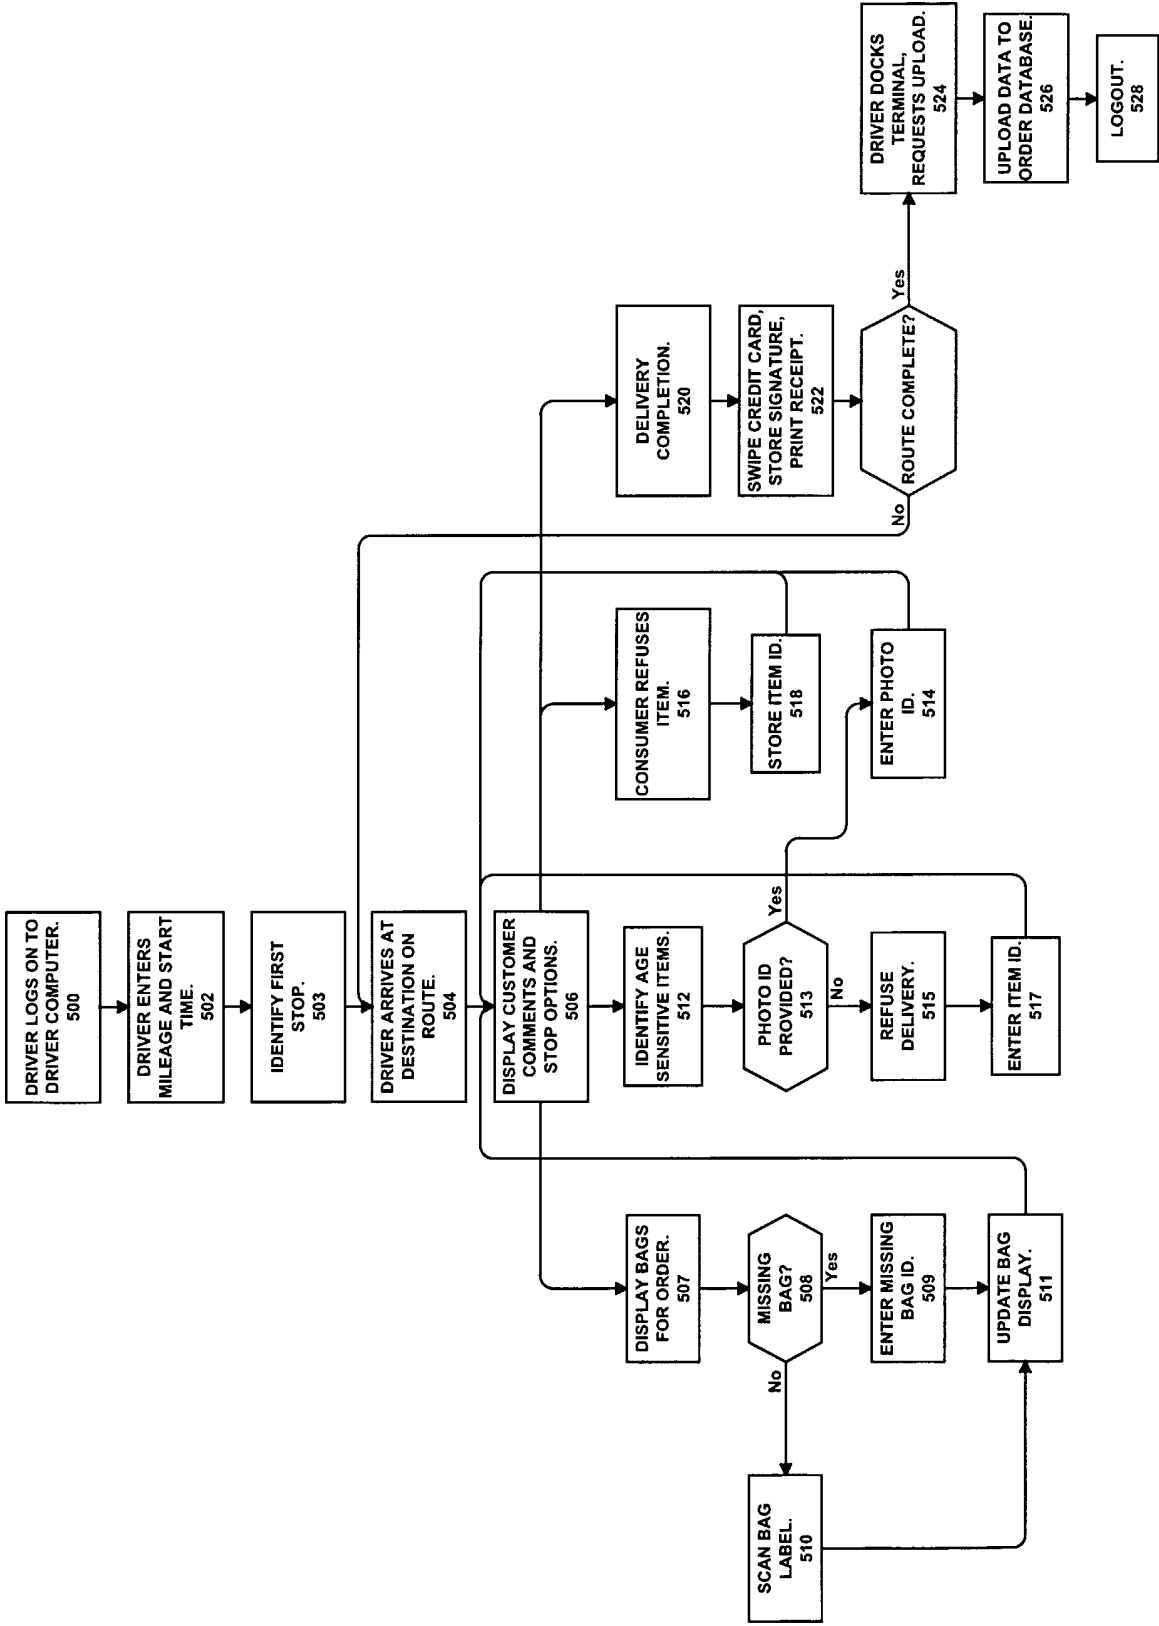 DRIVER LOGS ON TO
DRIVER COMPUTER.
500
DRIVER ENTERS
MILEAGE AND START
TIME.
502
IDENTIFY FIRST
STOP.
503
DRIVER ARRIVES AT
DESTINATION ON
ROUTE.
504
DISPLAY CUSTOMER
COMMENTS AND
STOP OPTIONS.
506
DISPLAY BAGS
FOR ORDER.
507
MISSING
BAG?
508
No
Yes
SCAN BAG
LABEL.
510
ENTER MISSING
BAG ID.
509
UPDATE BAG
DISPLAY.
511
IDENTIFY AGE
SENSITIVE ITEMS.
512
PHOTO ID
PROVIDED?
513
Yes
No
REFUSE
DELIVERY.
515
ENTER ITEM ID.
517
CONSUMER REFUSES
ITEM.
516
STORE ITEM ID.
518
ENTER PHOTO
ID.
514
DELIVERY
COMPLETION.
520
SWIPE CREDIT CARD,
STORE SIGNATURE,
PRINT RECEIPT.
522
ROUTE COMPLETE?
No
Yes
DRIVER DOCKS
TERMINAL,
REQUESTS UPLOAD.
524
UPLOAD DATA TO
ORDER DATABASE.
526
LOGOUT.
528